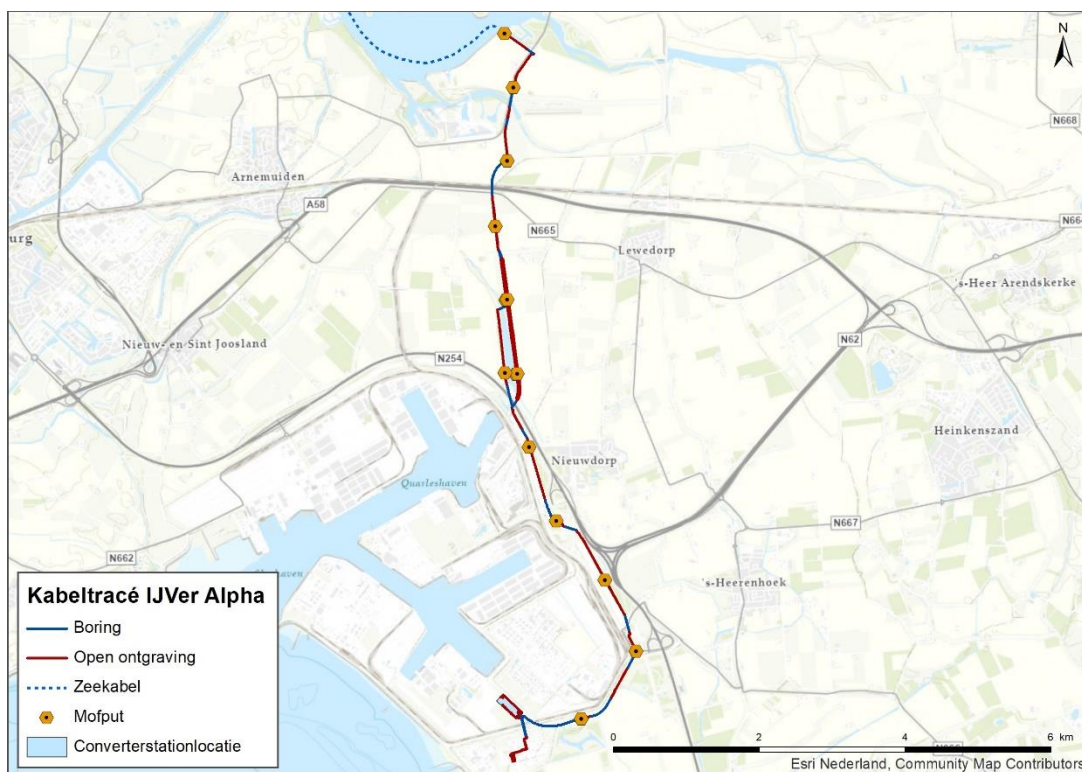 N
N668
Arnemuiden
A58
N665
N664
urg
Lewedorp
's-Heer Arendskerke
Nieuw- en Sint Joosland
N254
N62
Heinkenszand
Nieuwdorp
Quarleshaven
N667
N662
's-Heerenhoek
Kabeltracé IJVer Alpha
Boring
Open ontgraving
Zeekabel
Mofput
Converterstationlocatie
0 2 4 6 km
Esri Nederland, Community Map Contributors